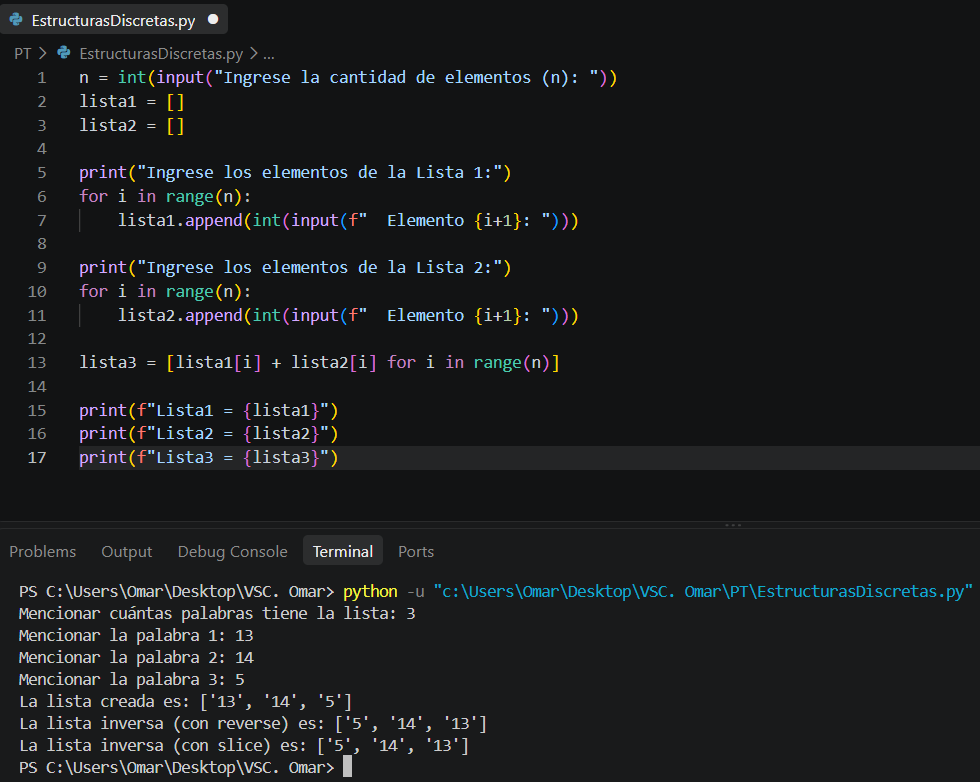 EstructurasDiscretas.py
PT > EstructurasDiscretas.py > ...
1 n = int(input("Ingrese la cantidad de elementos (n): "))
2 lista1 = []
3 lista2 = []
4
5 print("Ingrese los elementos de la Lista 1:")
6 for i in range(n):
7     lista1.append(int(input(f"  Elemento {i+1}: ")))
8
9 print("Ingrese los elementos de la Lista 2:")
10 for i in range(n):
11     lista2.append(int(input(f"  Elemento {i+1}: ")))
12
13 lista3 = [lista1[i] + lista2[i] for i in range(n)]
14
15 print(f"Lista1 = {lista1}")
16 print(f"Lista2 = {lista2}")
17 print(f"Lista3 = {lista3}")
Problems Output Debug Console Terminal Ports
PS C:\Users\Omar\Desktop\VSC. Omar> python -u "c:\Users\Omar\Desktop\VSC. Omar\PT\EstructurasDiscretas.py"
Mencionar cuántas palabras tiene la lista: 3
Mencionar la palabra 1: 13
Mencionar la palabra 2: 14
Mencionar la palabra 3: 5
La lista creada es: ['13', '14', '5']
La lista inversa (con reverse) es: ['5', '14', '13']
La lista inversa (con slice) es: ['5', '14', '13']
PS C:\Users\Omar\Desktop\VSC. Omar>